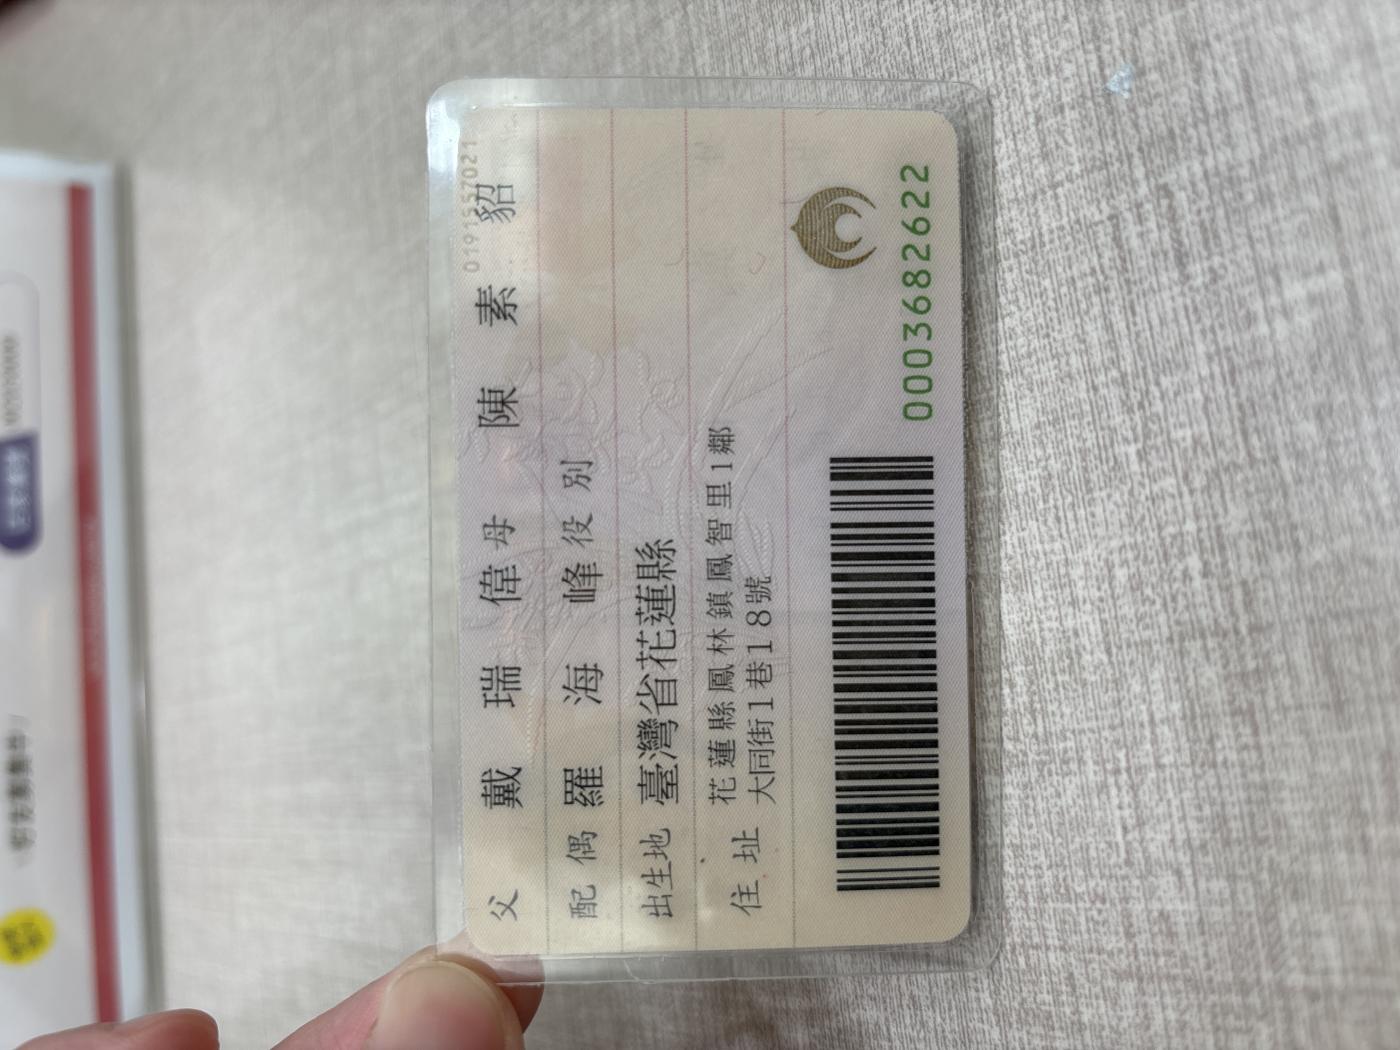 0191557021
父 戴瑞偉 母 陳素貂
配偶 羅海峰 役別
出生地 臺灣省花蓮縣
住址 花蓮縣鳳林鎮鳳智里1鄰
大同街1巷18號
0003682622